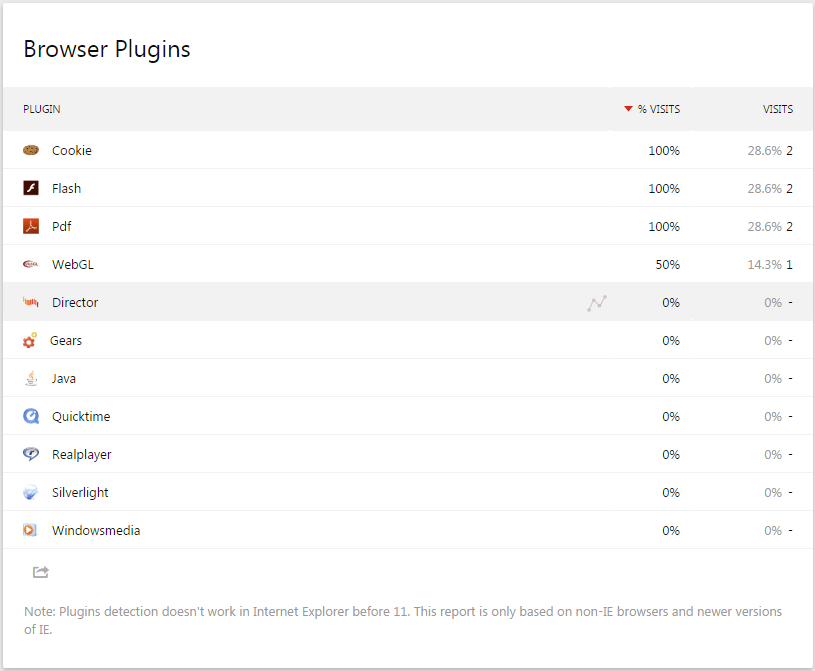 Browser Plugins
PLUGIN % VISITS VISITS
Cookie 100% 28.6% 2
Flash 100% 28.6% 2
Pdf 100% 28.6% 2
WebGL 50% 14.3% 1
Director 0% 0% -
Gears 0% 0% -
Java 0% 0% -
Quicktime 0% 0% -
Realplayer 0% 0% -
Silverlight 0% 0% -
Windowsmedia 0% 0% -
Note: Plugins detection doesn't work in Internet Explorer before 11. This report is only based on non-IE browsers and newer versions
of IE.